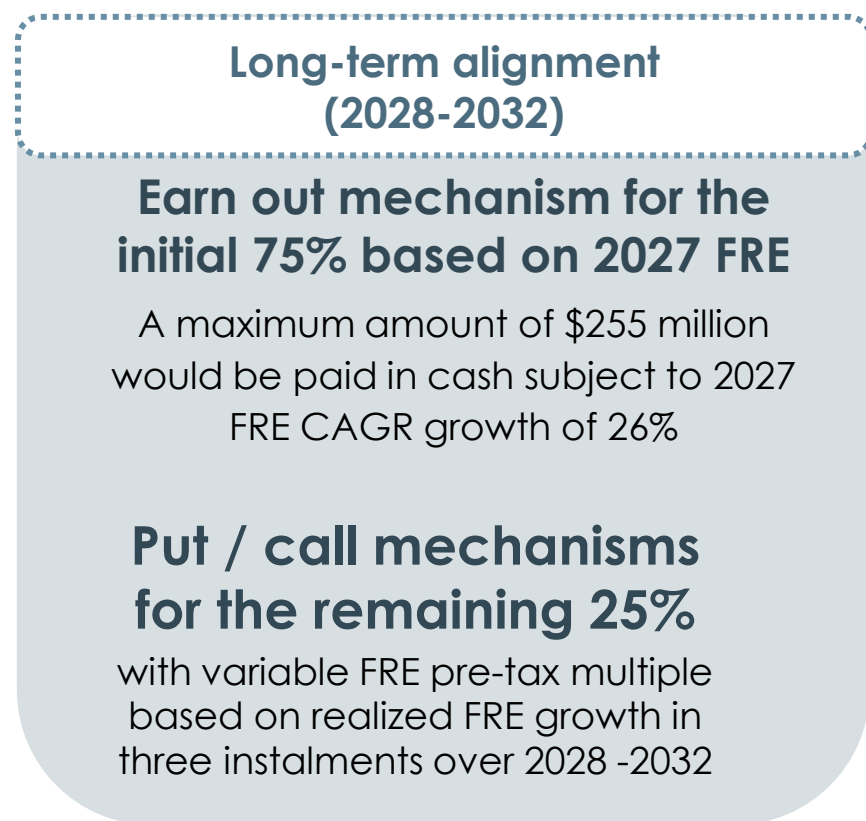 Long-term alignment
(2028-2032)
Earn out mechanism for the
initial 75% based on 2027 FRE
A maximum amount of $255 million
would be paid in cash subject to 2027
FRE CAGR growth of 26%
Put / call mechanisms
for the remaining 25%
with variable FRE pre-tax multiple
based on realized FRE growth in
three instalments over 2028 -2032